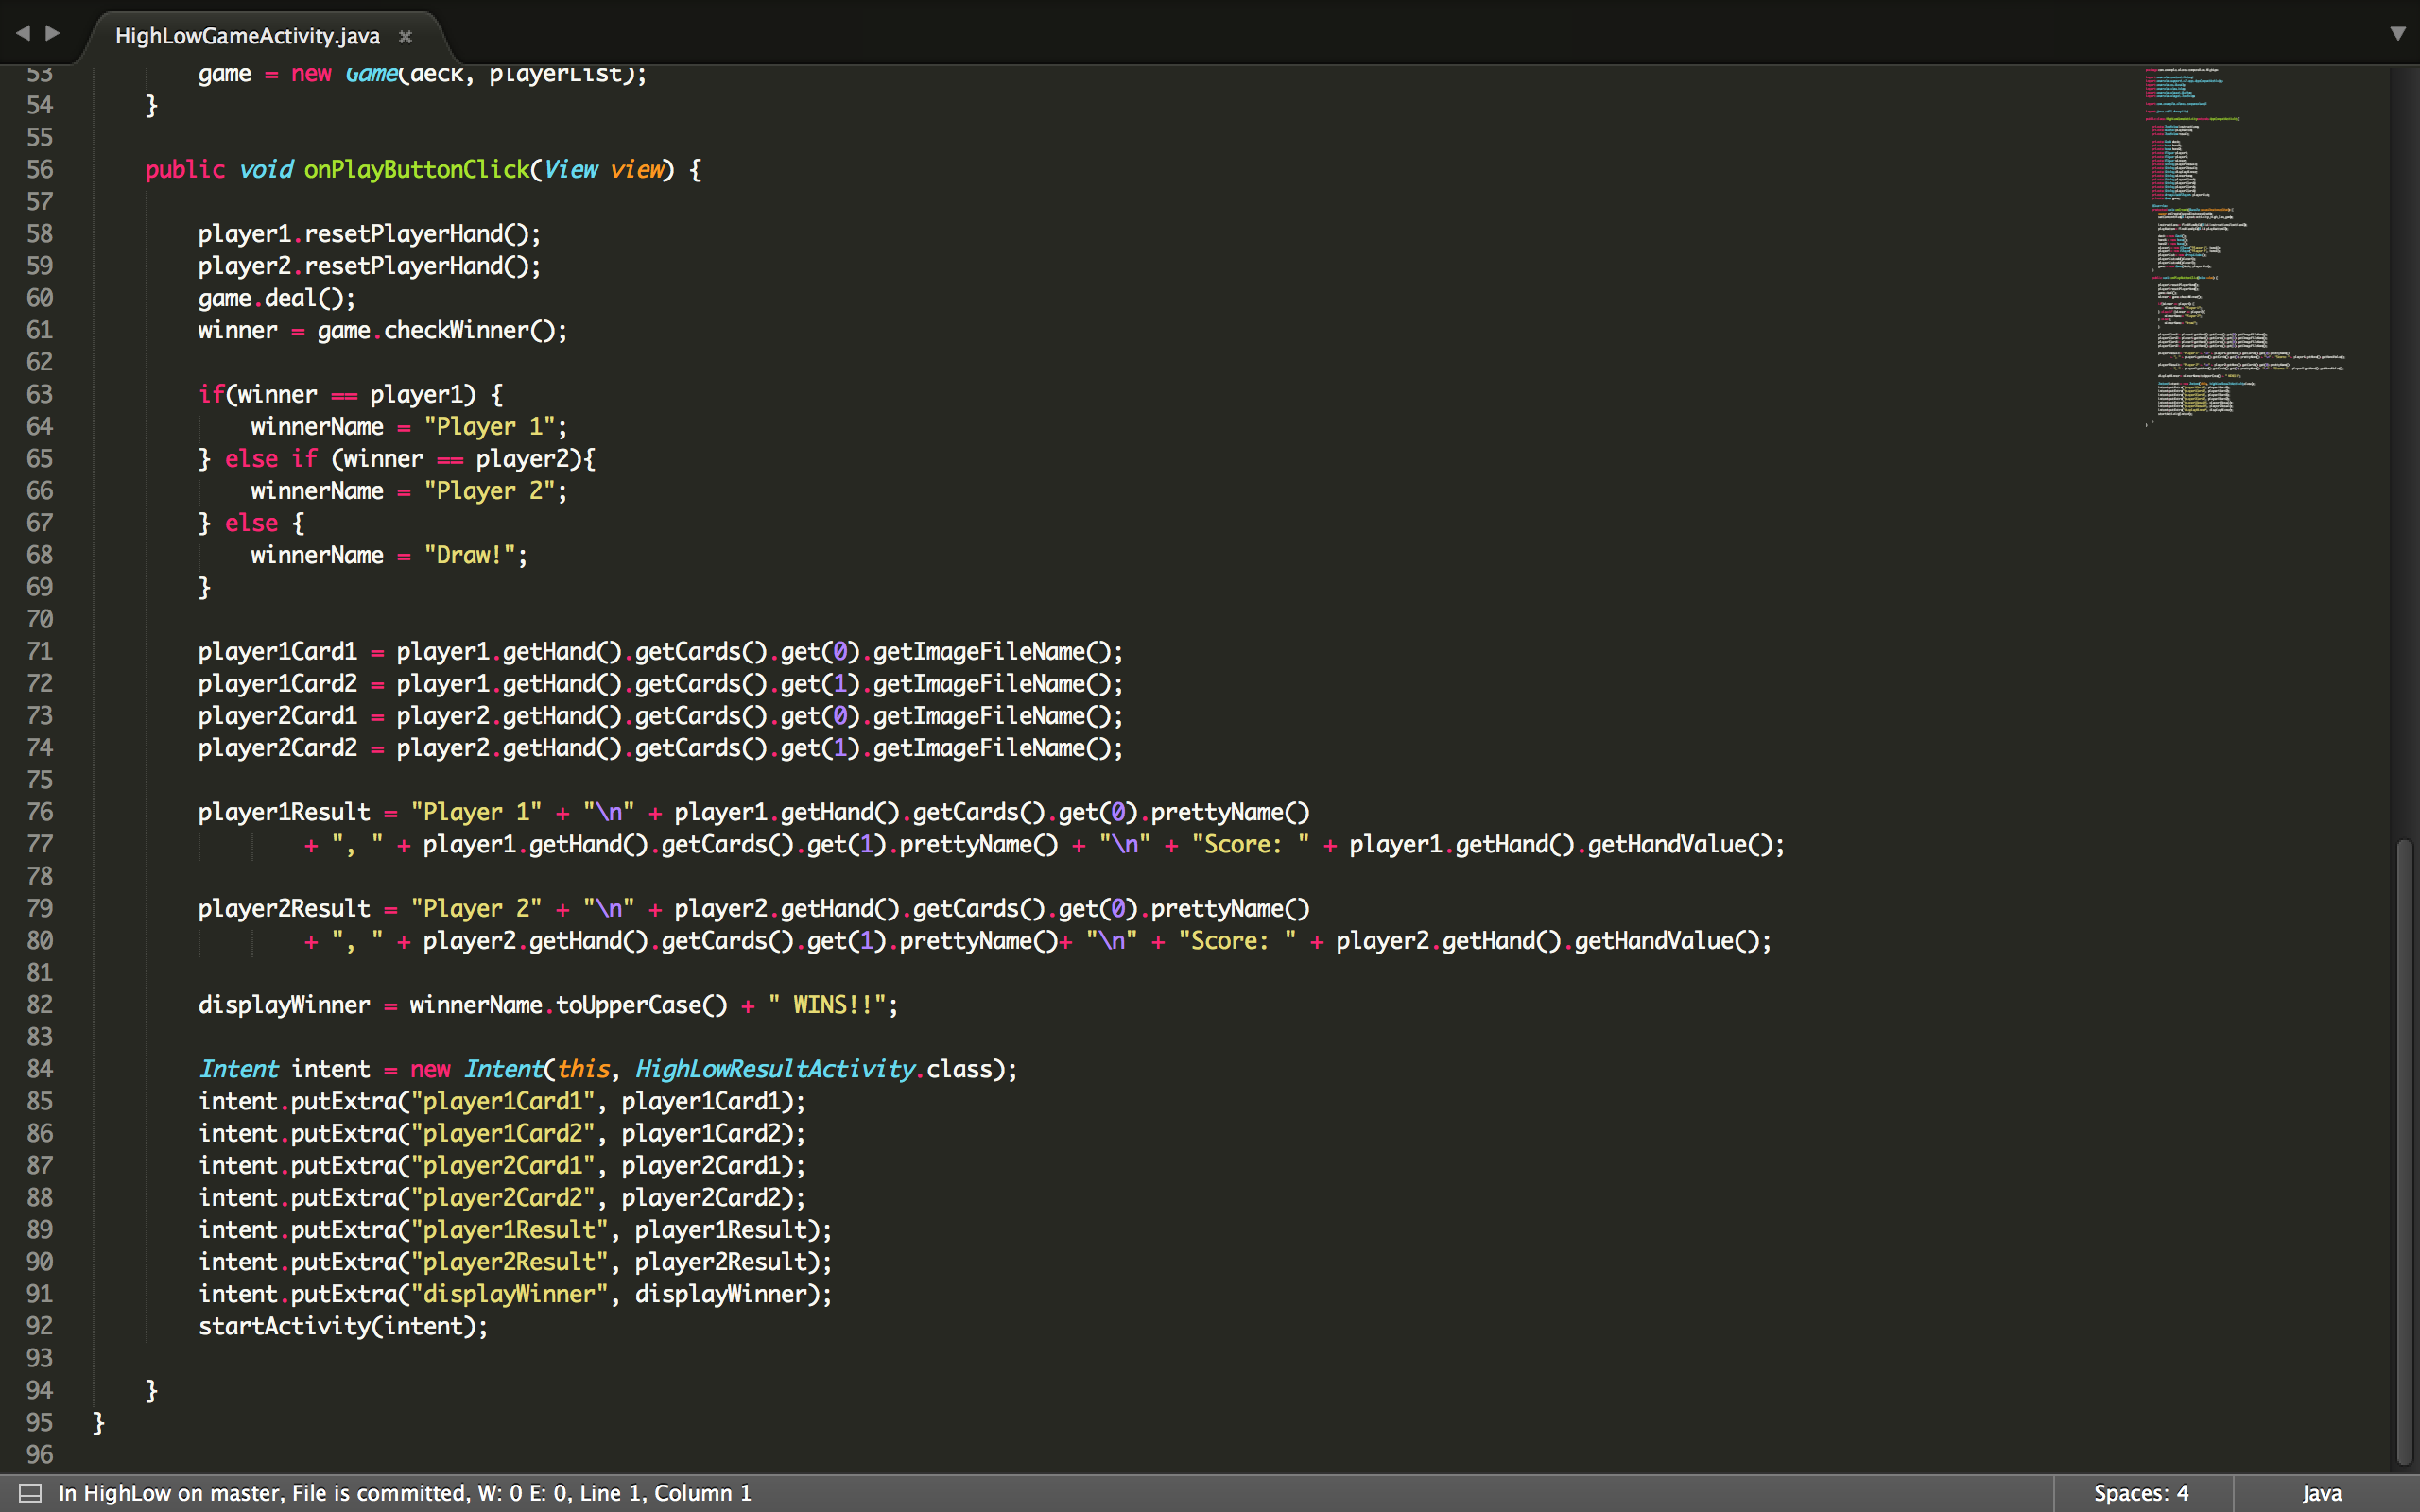 HighLowGameActivity.java
53 game = new Game(deck, playerList);
54 }
55
56 public void onPlayButtonClick(View view) {
57
58 player1.resetPlayerHand();
59 player2.resetPlayerHand();
60 game.deal();
61 winner = game.checkWinner();
62
63 if(winner == player1) {
64 winnerName = "Player 1";
65 } else if (winner == player2){
66 winnerName = "Player 2";
67 } else {
68 winnerName = "Draw!";
69 }
70
71 player1Card1 = player1.getHand().getCards().get(0).getImageFileName();
72 player1Card2 = player1.getHand().getCards().get(1).getImageFileName();
73 player2Card1 = player2.getHand().getCards().get(0).getImageFileName();
74 player2Card2 = player2.getHand().getCards().get(1).getImageFileName();
75
76 player1Result = "Player 1" + "\n" + player1.getHand().getCards().get(0).prettyName()
77 + ", " + player1.getHand().getCards().get(1).prettyName() + "\n" + "Score: " + player1.getHand().getHandValue();
78
79 player2Result = "Player 2" + "\n" + player2.getHand().getCards().get(0).prettyName()
80 + ", " + player2.getHand().getCards().get(1).prettyName()+ "\n" + "Score: " + player2.getHand().getHandValue();
81
82 displayWinner = winnerName.toUpperCase() + " WINS!!";
83
84 Intent intent = new Intent(this, HighLowResultActivity.class);
85 intent.putExtra("player1Card1", player1Card1);
86 intent.putExtra("player1Card2", player1Card2);
87 intent.putExtra("player2Card1", player2Card1);
88 intent.putExtra("player2Card2", player2Card2);
89 intent.putExtra("player1Result", player1Result);
90 intent.putExtra("player2Result", player2Result);
91 intent.putExtra("displayWinner", displayWinner);
92 startActivity(intent);
93
94 }
95 }
96
In HighLow on master, File is committed, W: 0 E: 0, Line 1, Column 1
Spaces: 4
Java